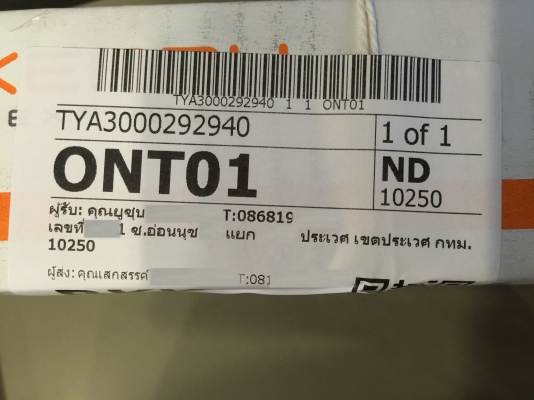 TYA3000292940 1 1 ONT01
TYA3000292940
1 of 1
ONT01
ND
10250
ผู้รับ: คุณยูซุบ T:086819
เลขที่ 1 ซ.อ่อนนุช แยก ประเวศ เขตประเวศ กทม.
10250
ผู้ส่ง: คุณเสกสรรค์ T:081